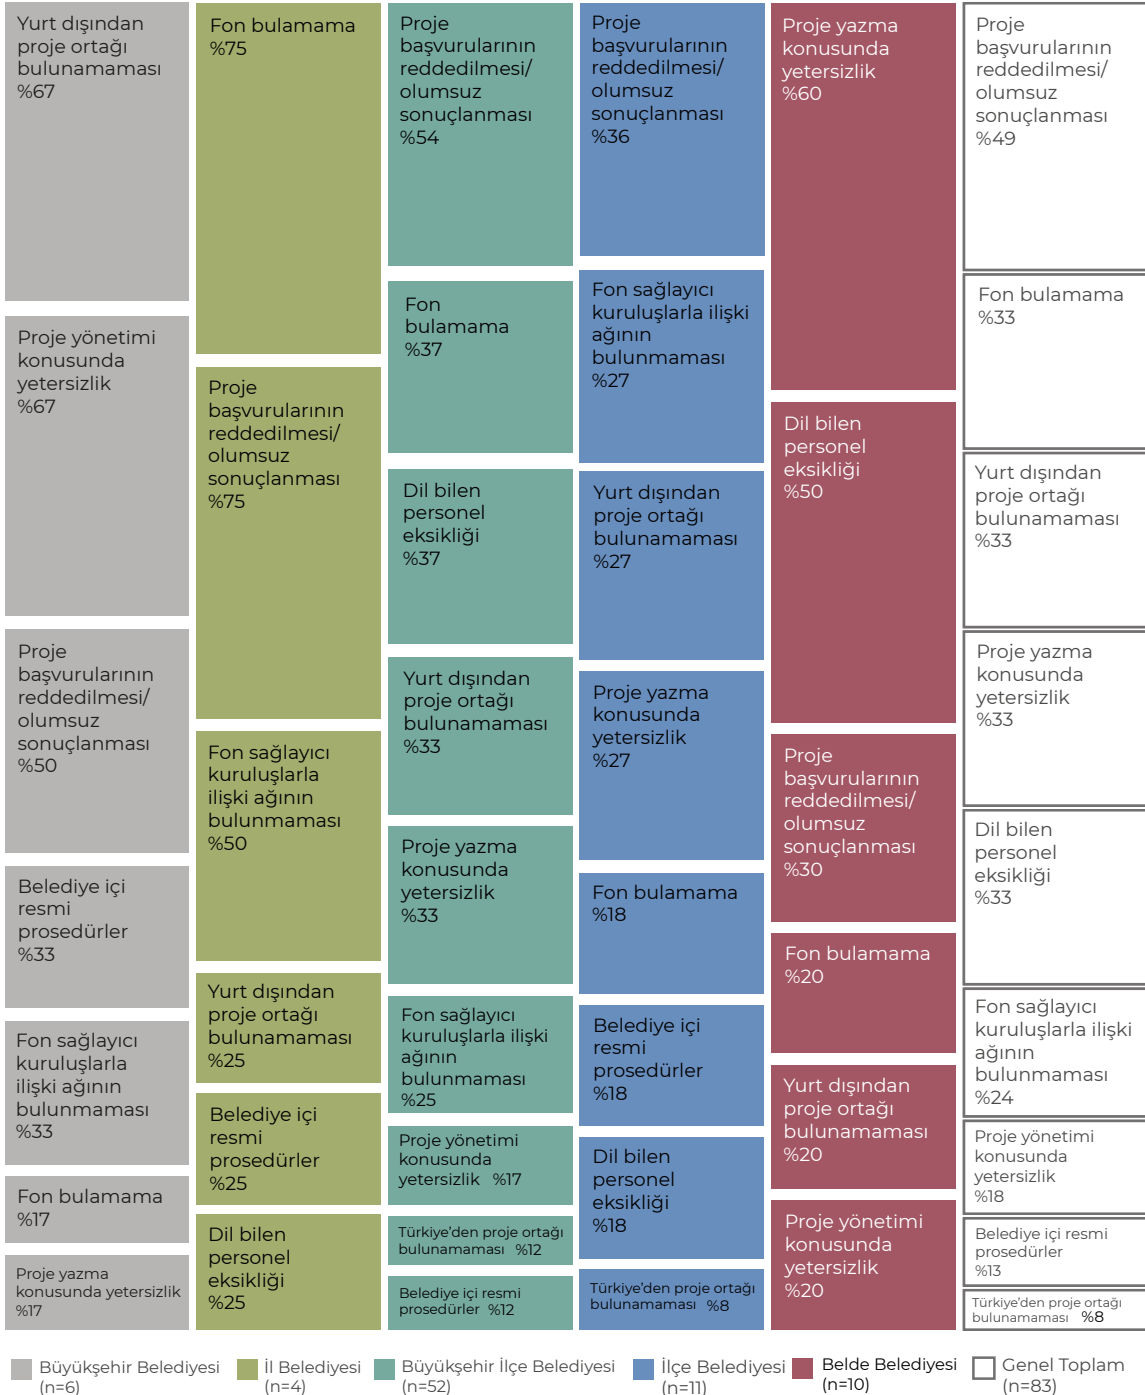 Yurt dışından
proje ortağı
bulunamaması
%67
Proje yönetimi
konusunda
yetersizlik
%67
Proje
başvurularının
reddedilmesi/
olumsuz
sonuçlanması
%50
Belediye içi
resmi
prosedürler
%33
Fon sağlayıcı
kuruluşlarla
ilişki ağının
bulunmaması
%33
Fon bulamama
%17
Proje yazma
konusunda yetersizlik
%17
Fon bulamama
%75
Proje
başvurularının
reddedilmesi/
olumsuz
sonuçlanması
%75
Fon sağlayıcı
kuruluşlarla
ilişki ağının
bulunmaması
%50
Yurt dışından
proje ortağı
bulunamaması
%25
Belediye içi
resmi
prosedürler
%25
Dil bilen
personel
eksikliği
%25
Proje
başvurularının
reddedilmesi/
olumsuz
sonuçlanması
%54
Fon
bulamama
%37
Dil bilen
personel
eksikliği
%37
Yurt dışından
proje ortağı
bulunamaması
%33
Proje yazma
konusunda
yetersizlik
%33
Fon sağlayıcı
kuruluşlarla ilişki
ağının
bulunmaması
%25
Proje yönetimi
konusunda
yetersizlik %17
Türkiye’den proje ortağı
bulunamaması %12
Belediye içi resmi
prosedürler %12
Proje
başvurularının
reddedilmesi/
olumsuz
sonuçlanması
%36
Fon sağlayıcı
kuruluşlarla ilişki
ağının
bulunmaması
%27
Yurt dışından
proje ortağı
bulunamaması
%27
Proje yazma
konusunda
yetersizlik
%27
Fon bulamama
%18
Belediye içi
resmi
prosedürler
%18
Dil bilen
personel
eksikliği
%18
Türkiye’den proje ortağı
bulunamaması %8
Proje yazma
konusunda
yetersizlik
%60
Dil bilen
personel
eksikliği
%50
Proje
başvurularının
reddedilmesi/
olumsuz
sonuçlanması
%30
Fon bulamama
%20
Yurt dışından
proje ortağı
bulunamaması
%20
Proje yönetimi
konusunda
yetersizlik
%20
Proje
başvurularının
reddedilmesi/
olumsuz
sonuçlanması
%49
Fon bulamama
%33
Yurt dışından
proje ortağı
bulunamaması
%33
Proje yazma
konusunda
yetersizlik
%33
Dil bilen
personel
eksikliği
%33
Fon sağlayıcı
kuruluşlarla ilişki
ağının
bulunmaması
%24
Proje yönetimi
konusunda
yetersizlik
%18
Belediye içi resmi
prosedürler
%13
Türkiye’den proje ortağı
bulunamaması %8
Büyükşehir Belediyesi
(n=6)
İl Belediyesi
(n=4)
Büyükşehir İlçe Belediyesi
(n=52)
İlçe Belediyesi
(n=11)
Belde Belediyesi
(n=10)
Genel Toplam
(n=83)